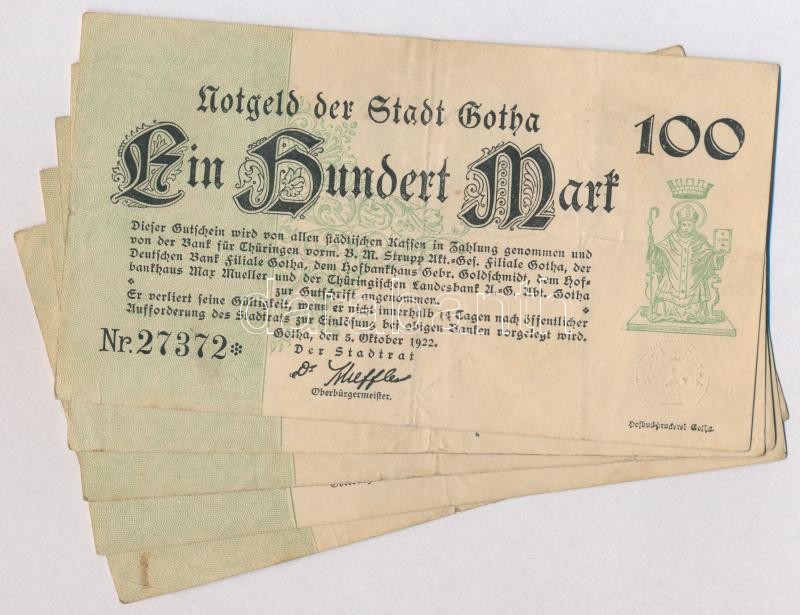 Notgeld der Stadt Gotha
100
Ein Hundert Mark
Dieser Gutschein wird von allen städtischen Kassen in Zahlung genommen und
von der Bank für Thüringen vorm. B. M. Strupp Akt.-Ges. Filiale Gotha, der
Deutschen Bank Filiale Gotha, dem Hofbankhaus Gebr. Goldschmidt, dem Hof-
bankhaus Max Mueller und der Thüringischen Landesbank A.-G. Abt. Gotha
zur Gutschrift angenommen.
Er verliert seine Gültigkeit, wenn er nicht innerhalb 14 Tagen nach öffentlicher
Aufforderung des Stadtrats zur Einlösung bei obigen Banken vorgelegt wird.
Gotha, den 5. Oktober 1922.
Der Stadtrat
Nr. 27372*
Dr
Oberbürgermeister.
Hofbuchdruckerei Gotha.
darabanth